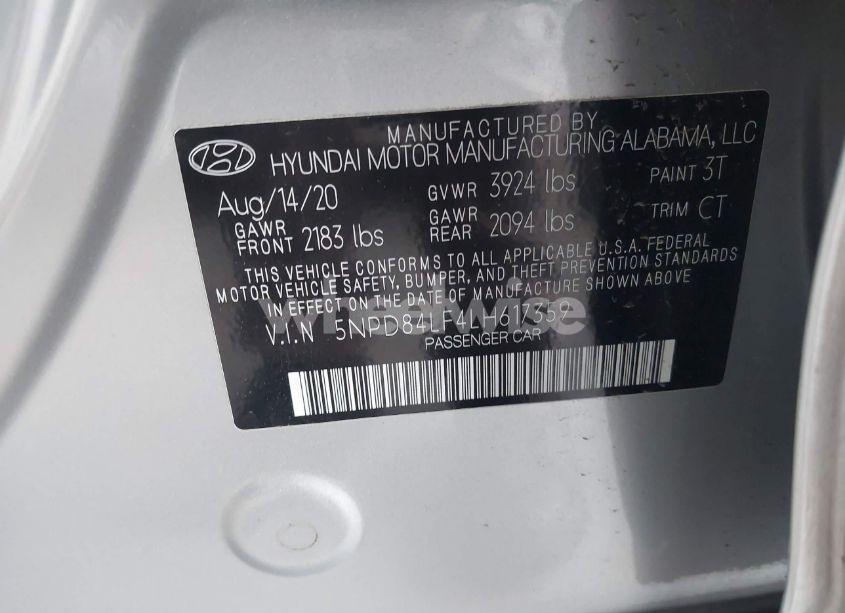 MANUFACTURED BY
HYUNDAI MOTOR MANUFACTURING ALABAMA, LLC
Aug/14/20 GVWR 3924 lbs PAINT 3T
GAWR FRONT 2183 lbs GAWR REAR 2094 lbs TRIM CT
THIS VEHICLE CONFORMS TO ALL APPLICABLE U.S.A. FEDERAL
MOTOR VEHICLE SAFETY, BUMPER, AND THEFT PREVENTION STANDARDS
IN EFFECT ON THE DATE OF MANUFACTURE SHOWN ABOVE
wheelwise
V.I.N 5NPD84LF4LH617359
PASSENGER CAR